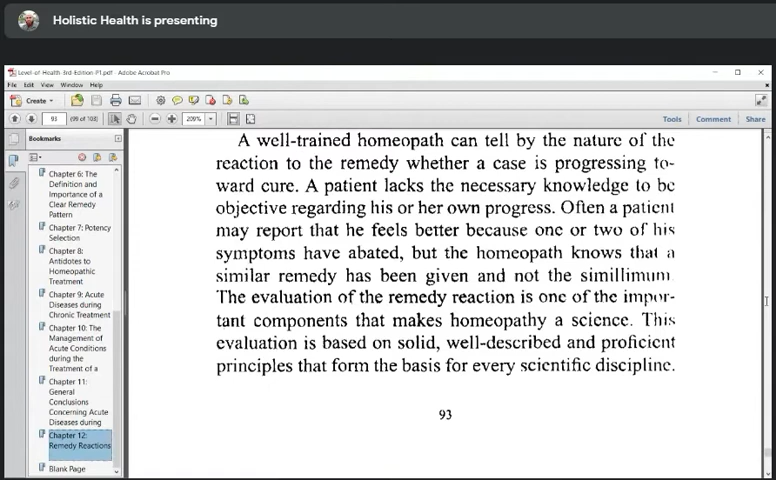 Holistic Health is presenting
Level-of Health 3rd-Edition P1.pdf - Adobe Acrobat Pro
File Edit View Window Help
Create
93 (99 of 108) 209% Tools Comment Share
Bookmarks
Chapter 6: The
Definition and
Importance of a
Clear Remedy
Pattern
Chapter 7: Potency
Selection
Chapter 8:
Antidotes to
Homeopathic
Treatment
Chapter 9: Acute
Diseases during
Chronic Treatment
Chapter 10: The
Management of
Acute Conditions
during the
Treatment of a
Chapter 11:
General
Conclusions
Concerning Acute
Diseases during
Chapter 12:
Remedy Reactions
Blank Page
A well-trained homeopath can tell by the nature of the
reaction to the remedy whether a case is progressing to-
ward cure. A patient lacks the necessary knowledge to be
objective regarding his or her own progress. Often a patient
may report that he feels better because one or two of his
symptoms have abated, but the homeopath knows that a
similar remedy has been given and not the simillimum.
The evaluation of the remedy reaction is one of the impor-
tant components that makes homeopathy a science. This
evaluation is based on solid, well-described and proficient
principles that form the basis for every scientific discipline.
93